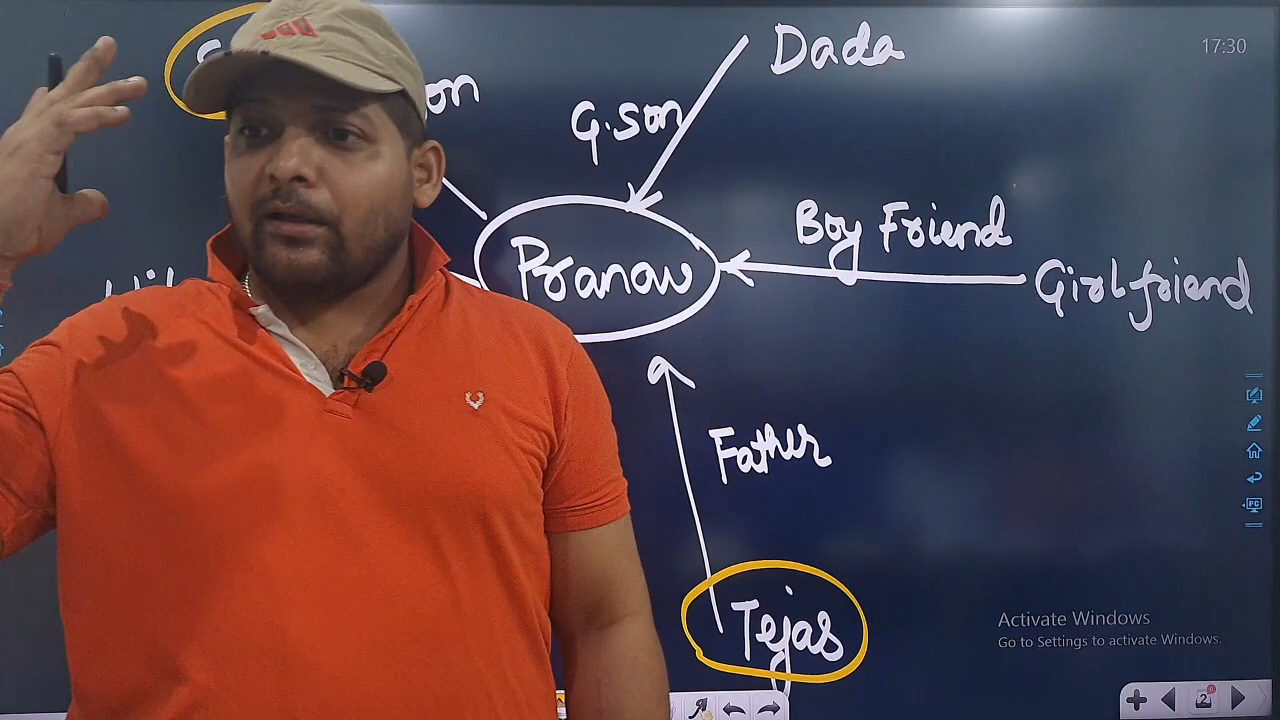 Dada
17:30
on
G.son
Boy Friend
Pranav
Girlfriend
Father
Tejas
Activate Windows
Go to Settings to activate Windows.
2